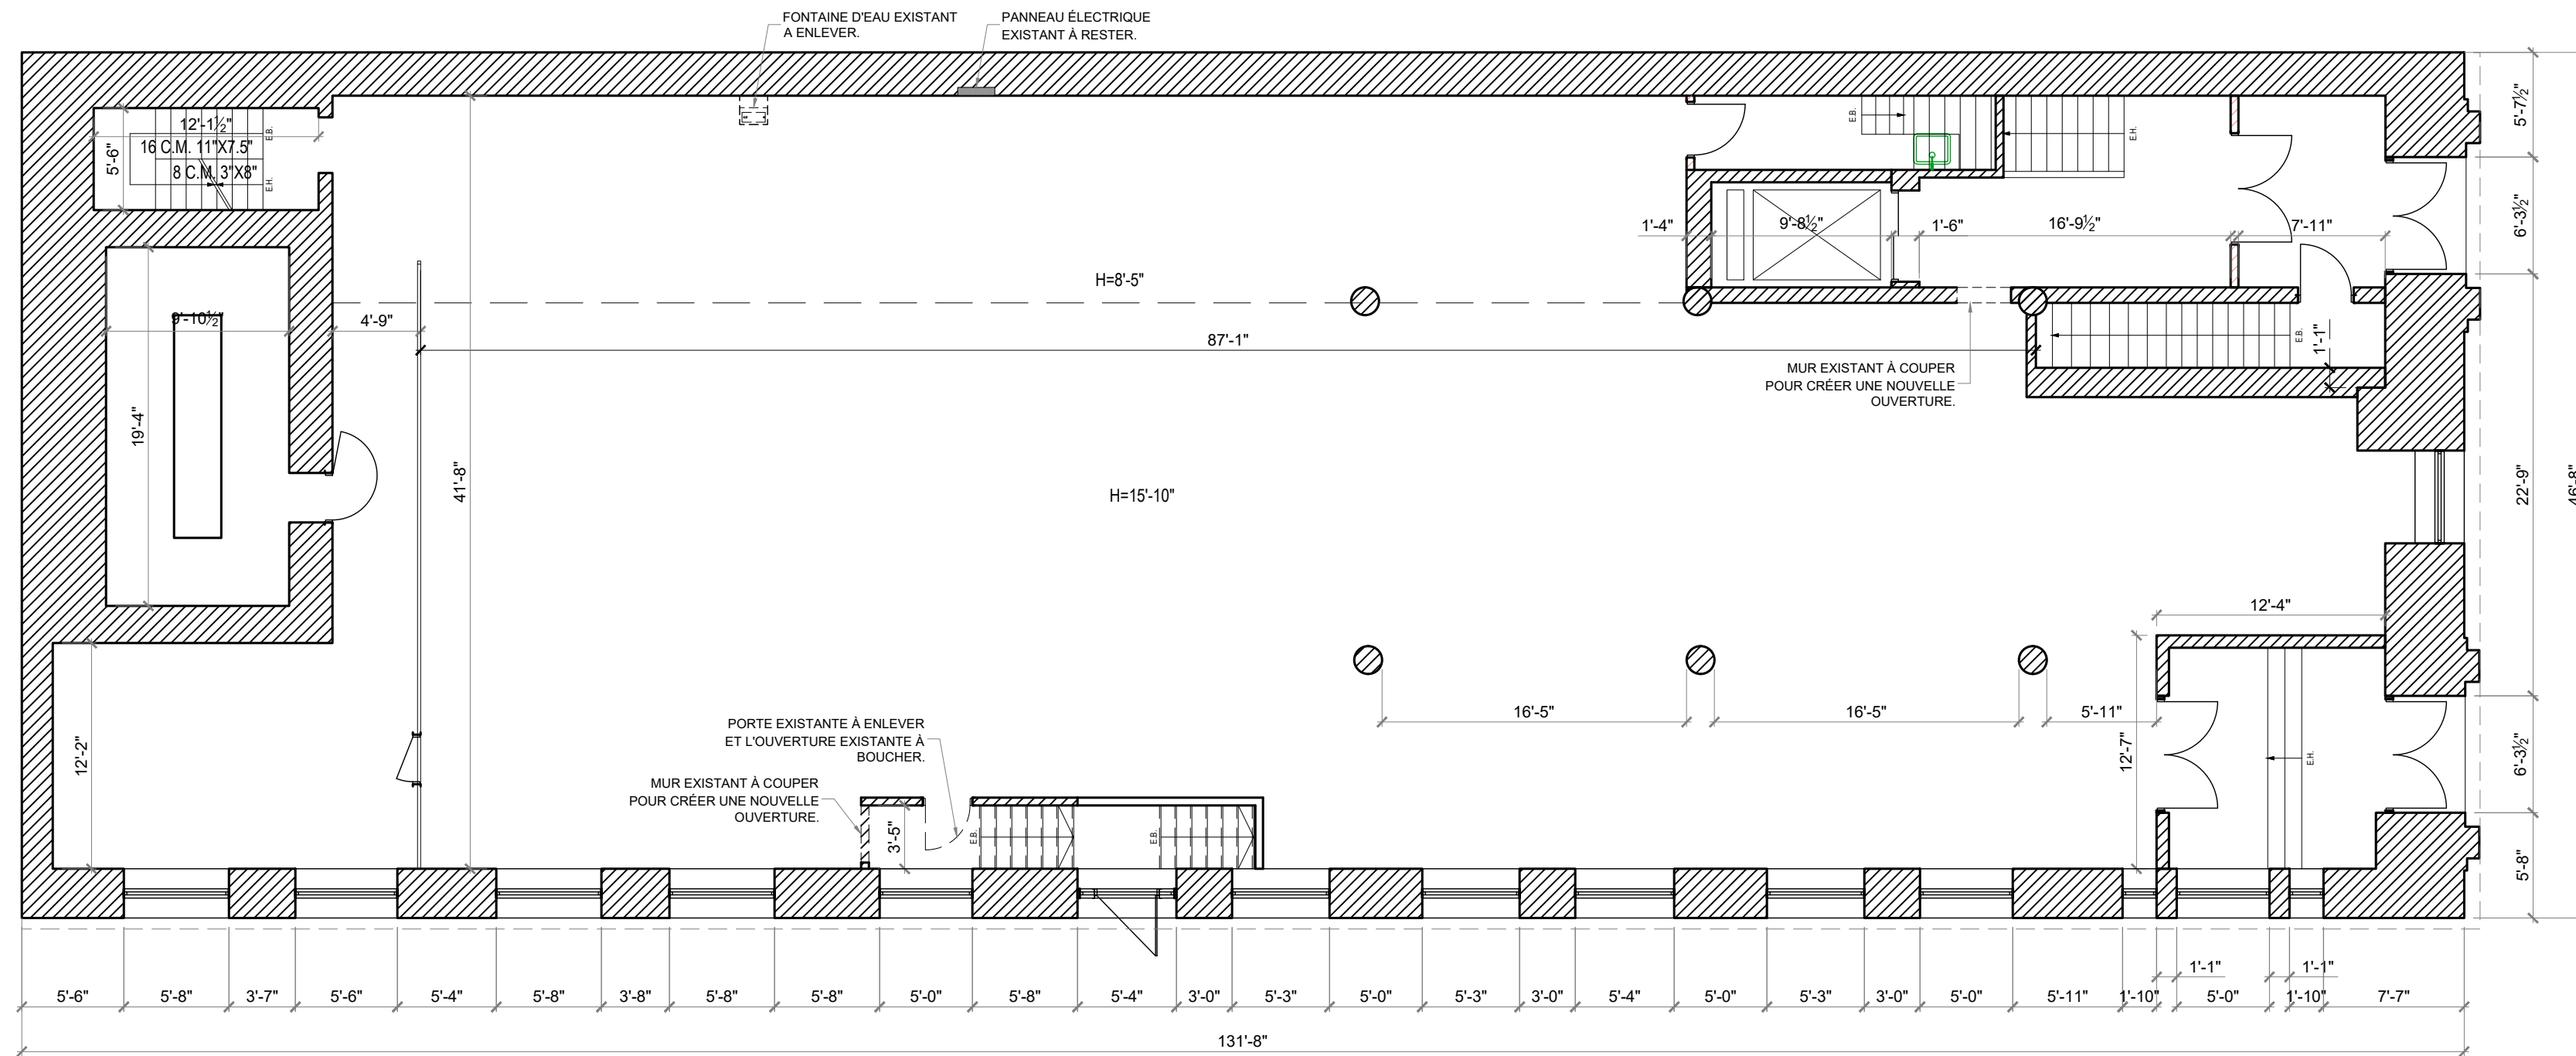 FONTAINE D'EAU EXISTANT
A ENLEVER.
PANNEAU ÉLECTRIQUE
EXISTANT À RESTER.
12'-1½"
16 C.M. 11"X7.5"
8 C.M. 3"X8"
5'-6"
E.B.
E.H.
E.B.
E.H.
5'-7½"
6'-3½"
1'-4"
9'-8½"
1'-6"
16'-9½"
7'-11"
H=8'-5"
9'-10½"
4'-9"
87'-1"
E.B.
1'-1"
MUR EXISTANT À COUPER
POUR CRÉER UNE NOUVELLE
OUVERTURE.
19'-4"
41'-8"
H=15'-10"
22'-9"
46'-8"
12'-4"
16'-5"
16'-5"
5'-11"
12'-7"
E.H.
6'-3½"
12'-2"
PORTE EXISTANTE À ENLEVER
ET L'OUVERTURE EXISTANTE À
BOUCHER.
MUR EXISTANT À COUPER
POUR CRÉER UNE NOUVELLE
OUVERTURE.
3'-5"
E.B.
E.B.
5'-8"
1'-1"
1'-1"
5'-6"
5'-8"
3'-7"
5'-6"
5'-4"
5'-8"
3'-8"
5'-8"
5'-8"
5'-0"
5'-8"
5'-4"
3'-0"
5'-3"
5'-0"
5'-3"
3'-0"
5'-4"
5'-0"
5'-3"
3'-0"
5'-0"
5'-11"
1'-10"
5'-0"
1'-10"
7'-7"
131'-8"